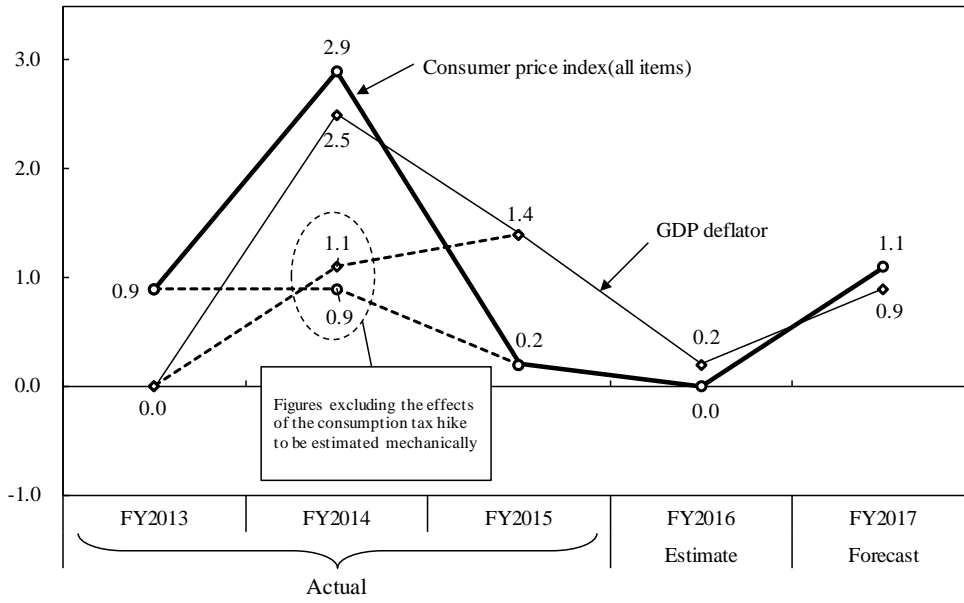 3.0
2.0
1.0
0.0
-1.0
2.9
Consumer price index(all items)
2.5
1.4
GDP deflator
1.1
1.1
0.9
0.9
0.9
0.2
0.2
0.0
0.0
Figures excluding the effects
of the consumption tax hike
to be estimated mechanically
FY2013
FY2014
FY2015
FY2016
FY2017
Estimate
Forecast
Actual